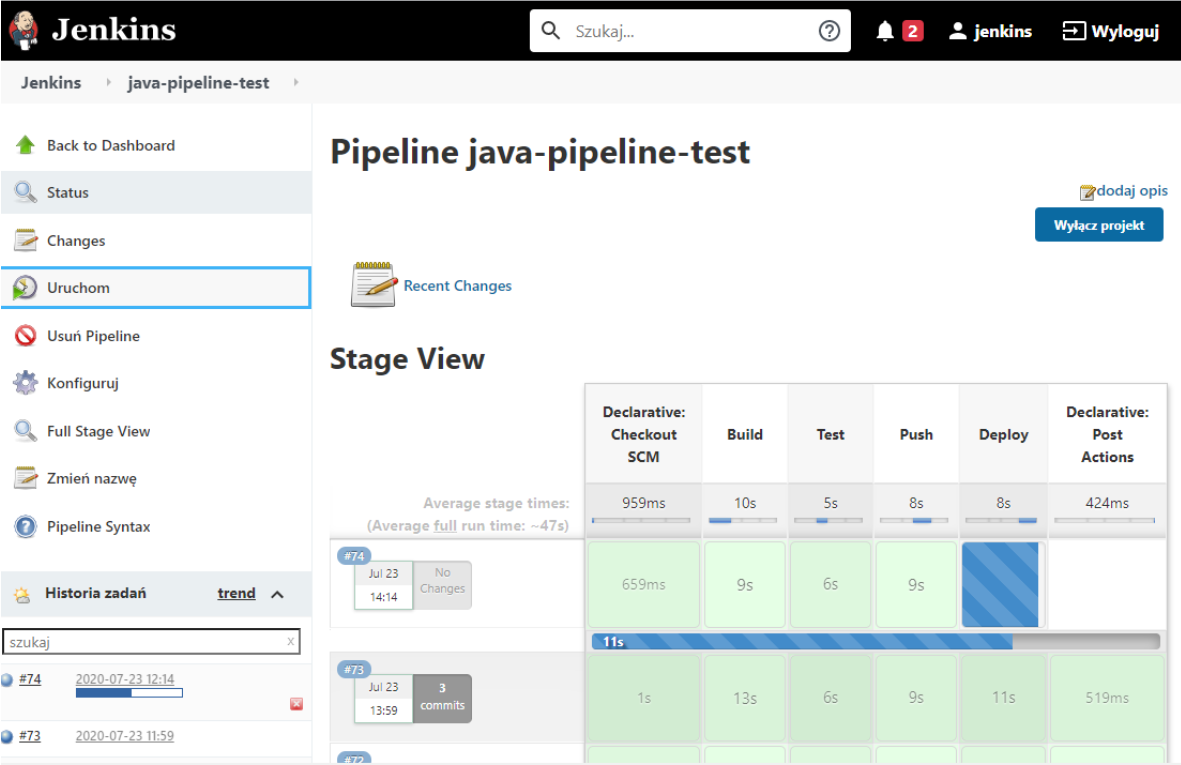 Jenkins
Szukaj...
2
jenkins
Wyloguj
Jenkins
java-pipeline-test
Back to Dashboard
Status
Changes
Uruchom
Usuń Pipeline
Konfiguruj
Full Stage View
Zmień nazwę
Pipeline Syntax
Historia zadań
trend
szukaj
x
#74
2020-07-23 12:14
#73
2020-07-23 11:59
Pipeline java-pipeline-test
dodaj opis
Wyłącz projekt
Recent Changes
Stage View
Declarative:
Checkout
SCM
Build
Test
Push
Deploy
Declarative:
Post
Actions
Average stage times:
(Average full run time: ~47s)
959ms
10s
5s
8s
8s
424ms
#74
Jul 23
14:14
No
Changes
659ms
9s
6s
9s
11s
#73
Jul 23
13:59
3
commits
1s
13s
6s
9s
11s
519ms
#72